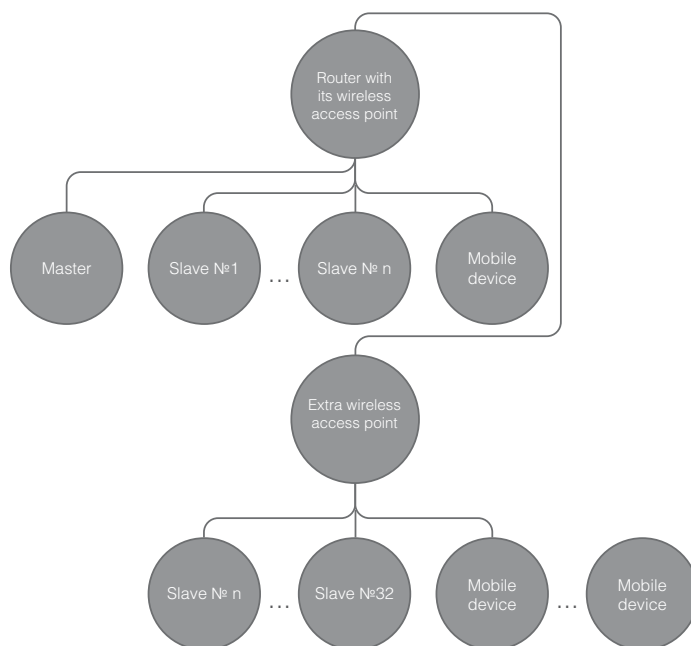 Router with
its wireless
access point
Master
Slave №1
...
Slave № n
Mobile
device
Extra wireless
access point
Slave № n
...
Slave №32
Mobile
device
...
Mobile
device